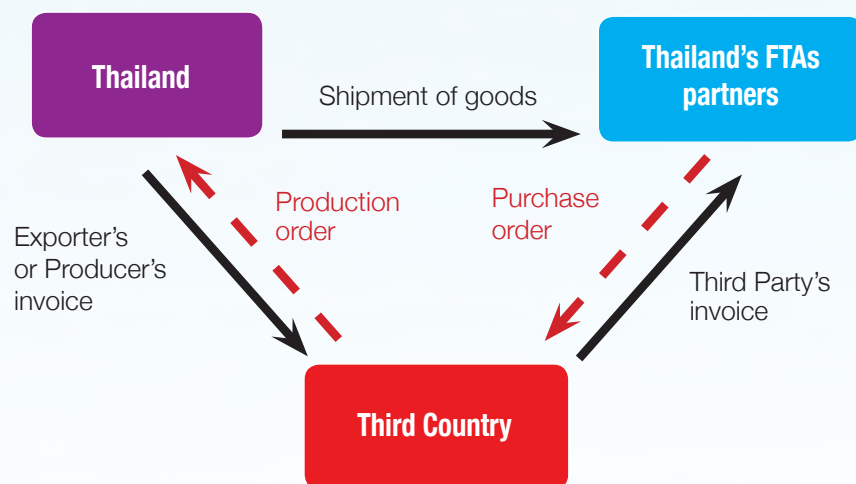 Thailand
Thailand’s FTAs
partners
Shipment of goods
Production
order
Purchase
order
Exporter’s
or Producer’s
invoice
Third Party’s
invoice
Third Country